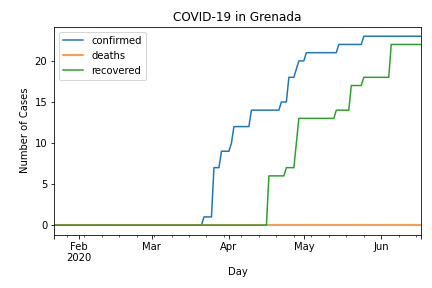 COVID-19 in Grenada
confirmed
deaths
recovered
Number of Cases
20
15
10
5
0
Feb
2020
Mar
Apr
May
Jun
Day